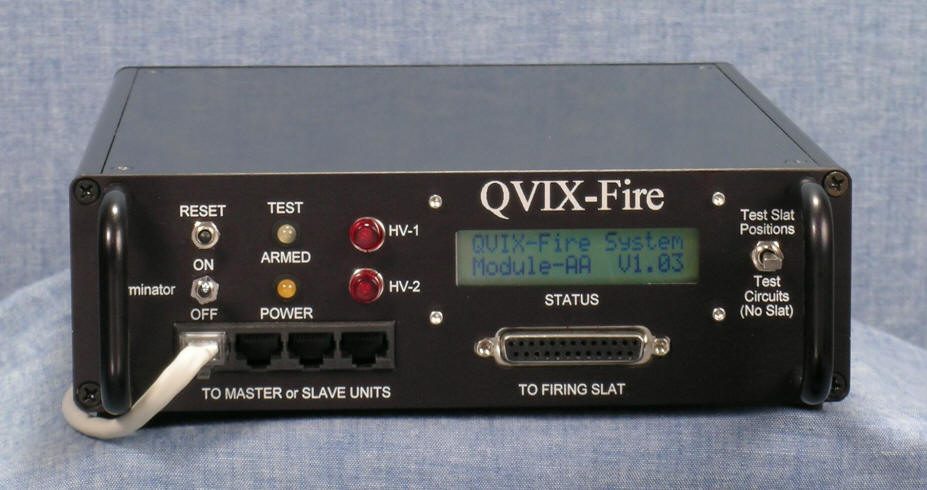 QVIX-Fire
RESET
TEST
HV-1
ARMED
ON
minator
OFF
HV-2
POWER
QVIX-Fire System
Module-AA V1.03
STATUS
Test Slat
Positions
Test
Circuits
(No Slat)
TO MASTER or SLAVE UNITS
TO FIRING SLAT